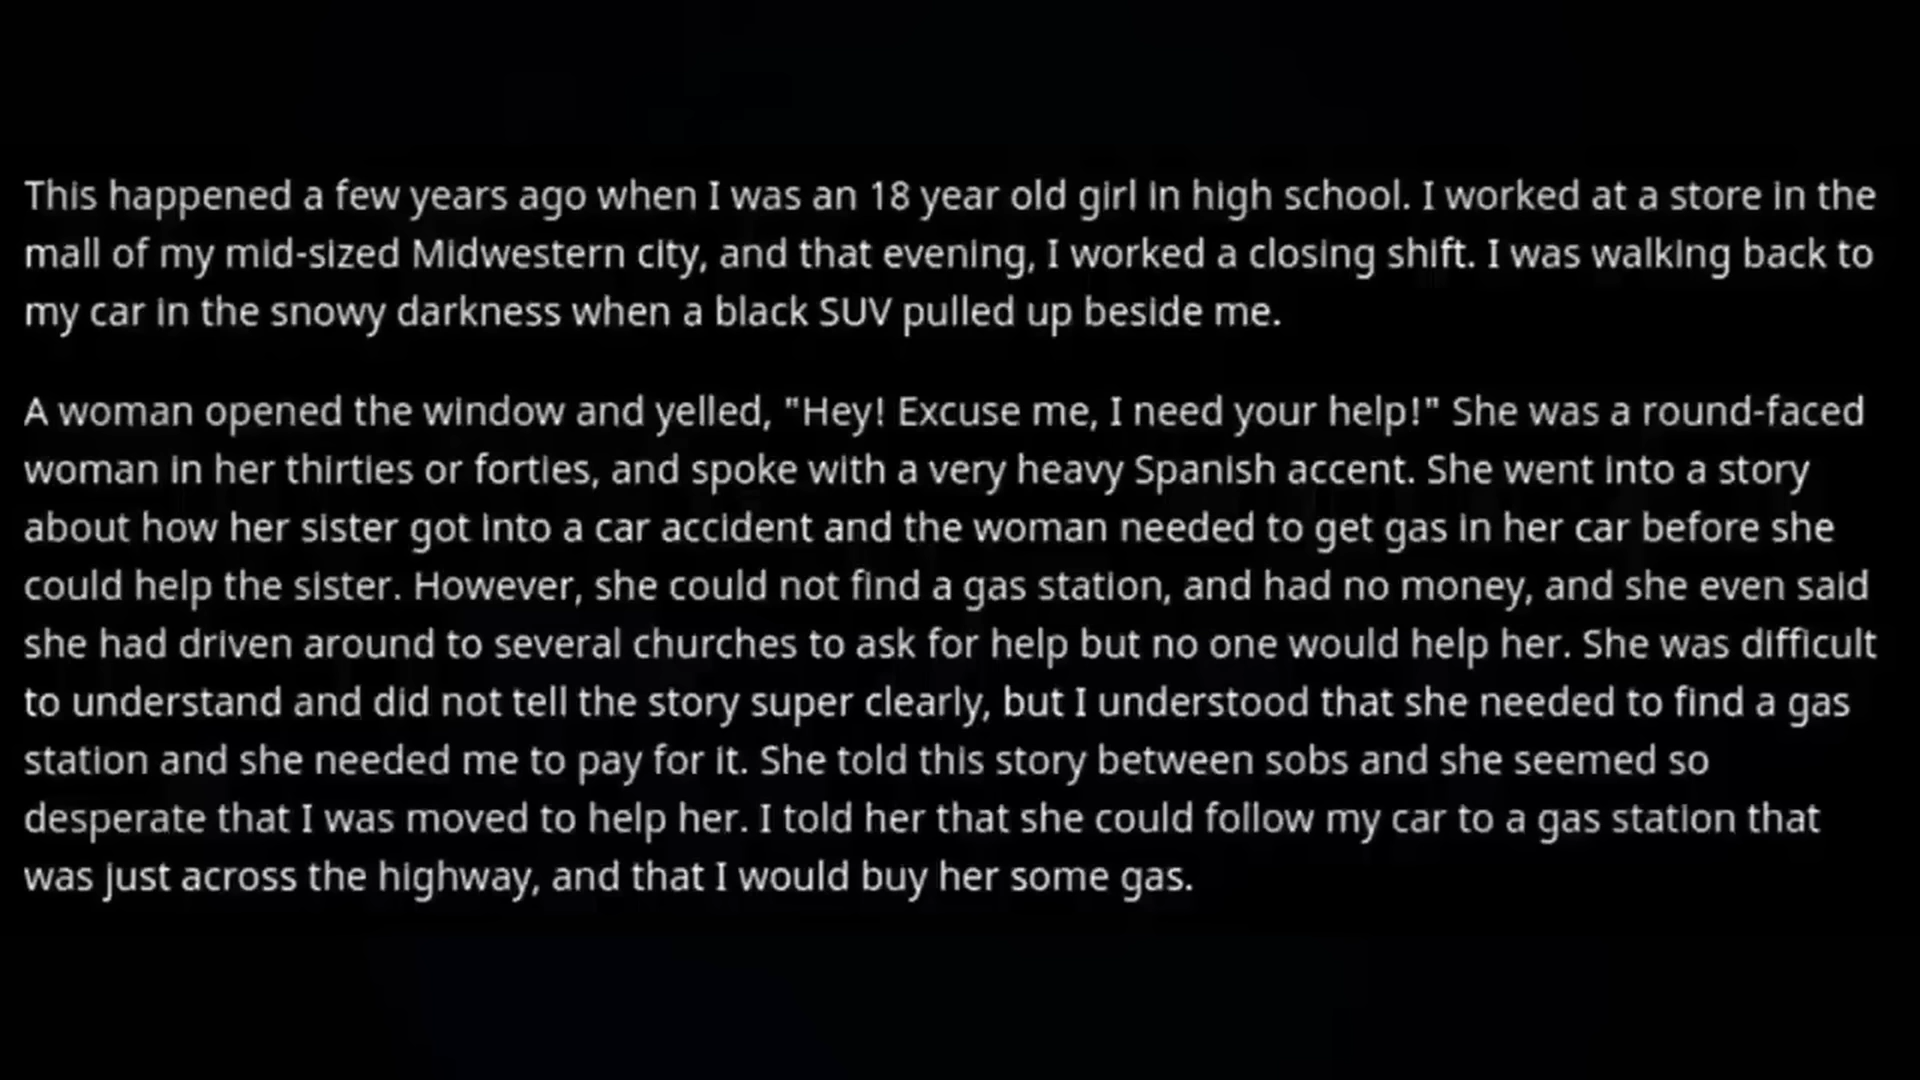 This happened a few years ago when I was an 18 year old girl in high school. I worked at a store in the
mall of my mid-sized Midwestern city, and that evening, I worked a closing shift. I was walking back to
my car in the snowy darkness when a black SUV pulled up beside me.
A woman opened the window and yelled, "Hey! Excuse me, I need your help!" She was a round-faced
woman in her thirties or forties, and spoke with a very heavy Spanish accent. She went into a story
about how her sister got into a car accident and the woman needed to get gas in her car before she
could help the sister. However, she could not find a gas station, and had no money, and she even said
she had driven around to several churches to ask for help but no one would help her. She was difficult
to understand and did not tell the story super clearly, but I understood that she needed to find a gas
station and she needed me to pay for it. She told this story between sobs and she seemed so
desperate that I was moved to help her. I told her that she could follow my car to a gas station that
was just across the highway, and that I would buy her some gas.